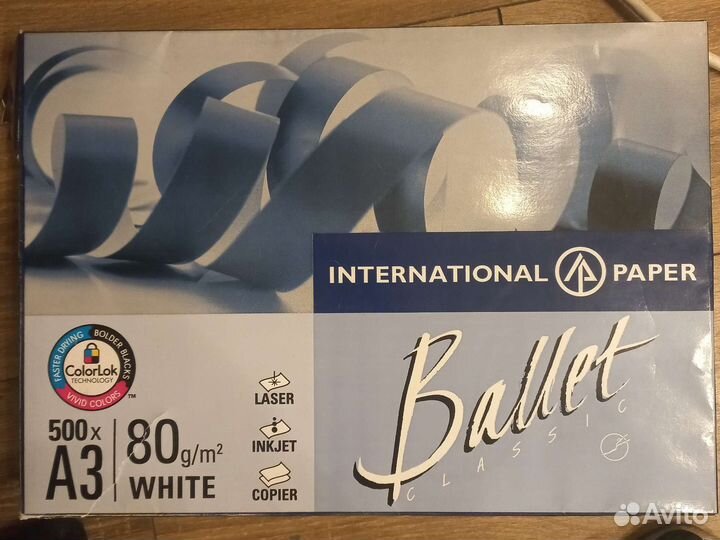 INTERNATIONAL PAPER
Ballet
CLASSIC
FASTER DRYING
BOLDER BLACKS
ColorLok
TECHNOLOGY
VIVID COLORS
TM
500x
A3
80g/m²
WHITE
LASER
INKJET
COPIER
Avito